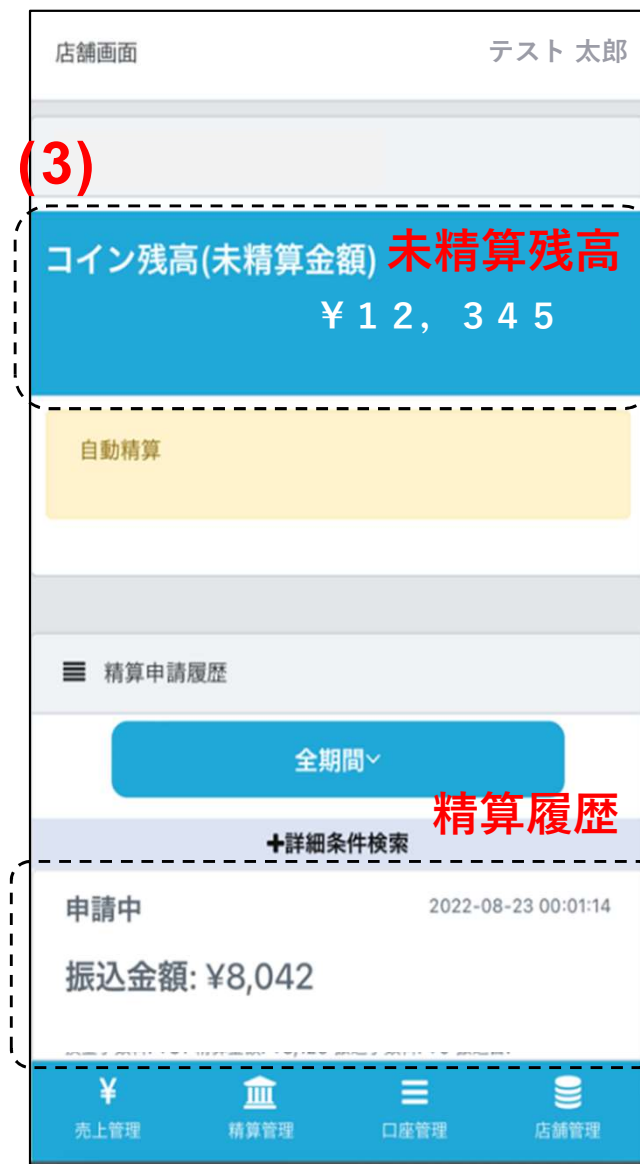 店舗画面 テスト 太郎
(3)
コイン残高(未精算金額) 未精算残高
￥１２，３４５
自動精算
精算申請履歴
全期間
精算履歴
+詳細条件検索
申請中 2022-08-23 00:01:14
振込金額: ¥8,042
¥
売上管理 精算管理 口座管理 店舗管理